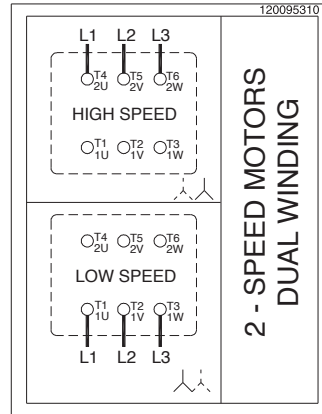 120095310
L1 L2 L3
T4 T5 T6
2U 2V 2W
HIGH SPEED
T1 T2 T3
1U 1V 1W
T4 T5 T6
2U 2V 2W
LOW SPEED
T1 T2 T3
1U 1V 1W
L1 L2 L3
2 - SPEED MOTORS
DUAL WINDING